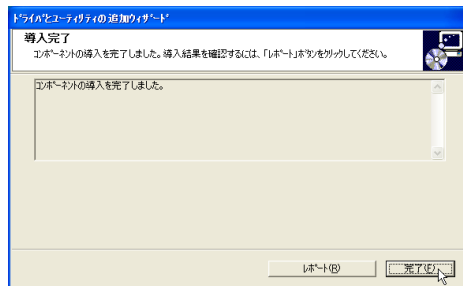 ﾄﾞﾗｲﾊﾞとﾕｰﾃｨﾘﾃｨの追加ｳｨｻﾞｰﾄﾞ
導入完了
ｺﾝﾎﾟｰﾈﾝﾄの導入を完了しました。導入結果を確認するには、「ﾚﾎﾟｰﾄ」ﾎﾞﾀﾝをｸﾘｯｸしてください。
ｺﾝﾎﾟｰﾈﾝﾄの導入を完了しました。
ﾚﾎﾟｰﾄ(R)
完了(F)